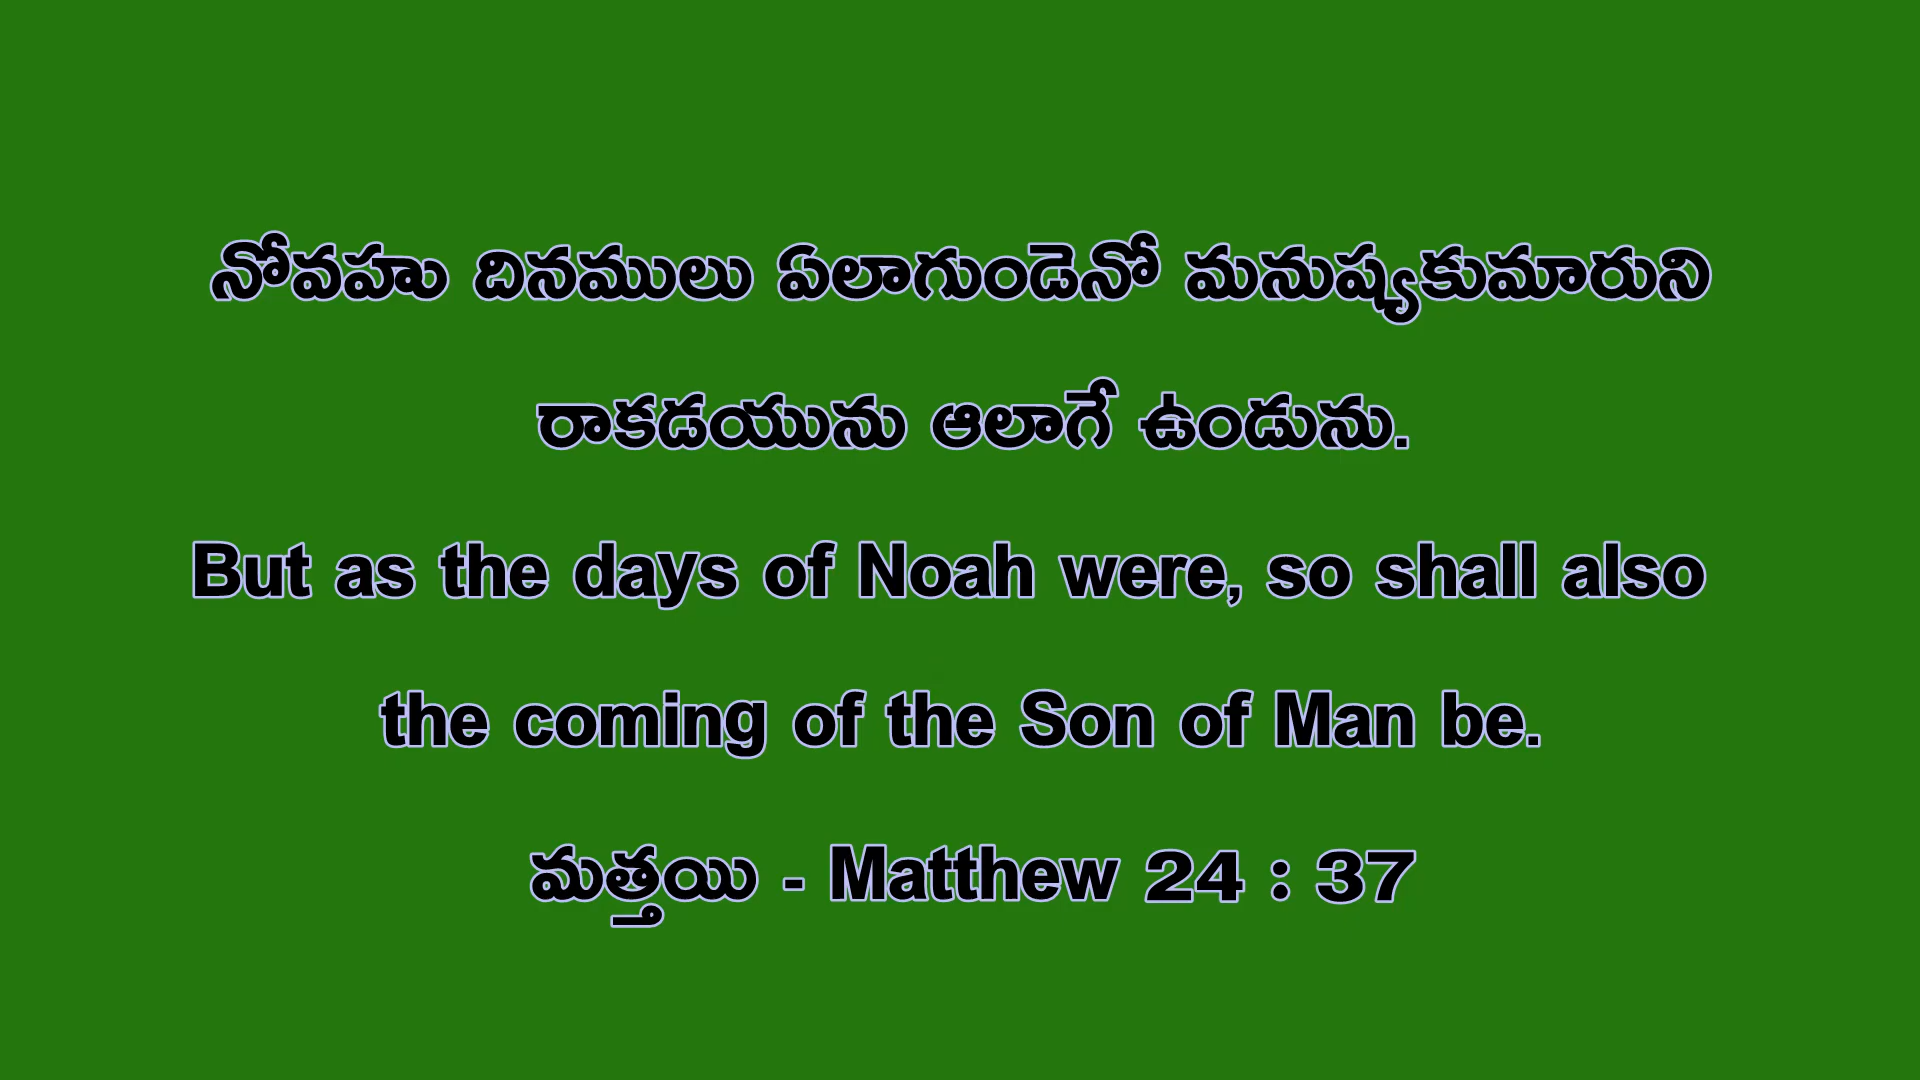 నోవహు దినములు ఏలాగుండెనో మనుష్యకుమారుని
రాకడయును ఆలాగే ఉండును.
But as the days of Noah were, so shall also
the coming of the Son of Man be.
మత్తయి - Matthew 24 : 37